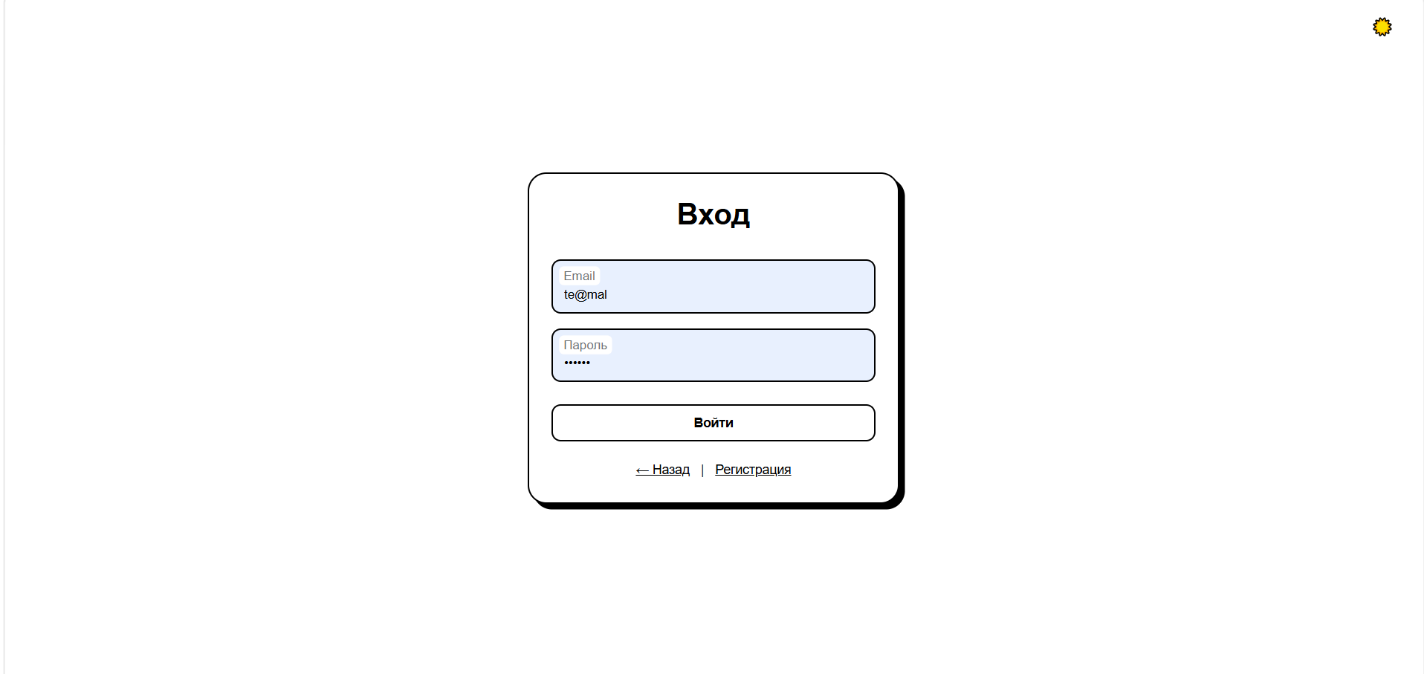 Вход
Email
te@mal
Пароль
••••••
Войти
← Назад | Регистрация